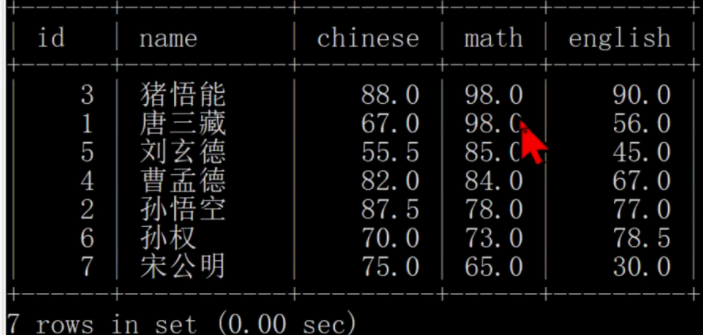 id name chinese math english
3 猪悟能 88.0 98.0 90.0
1 唐三藏 67.0 98.0 56.0
5 刘玄德 55.5 85.0 45.0
4 曹孟德 82.0 84.0 67.0
2 孙悟空 87.5 78.0 77.0
6 孙权 70.0 73.0 78.5
7 宋公明 75.0 65.0 30.0
7 rows in set (0.00 sec)